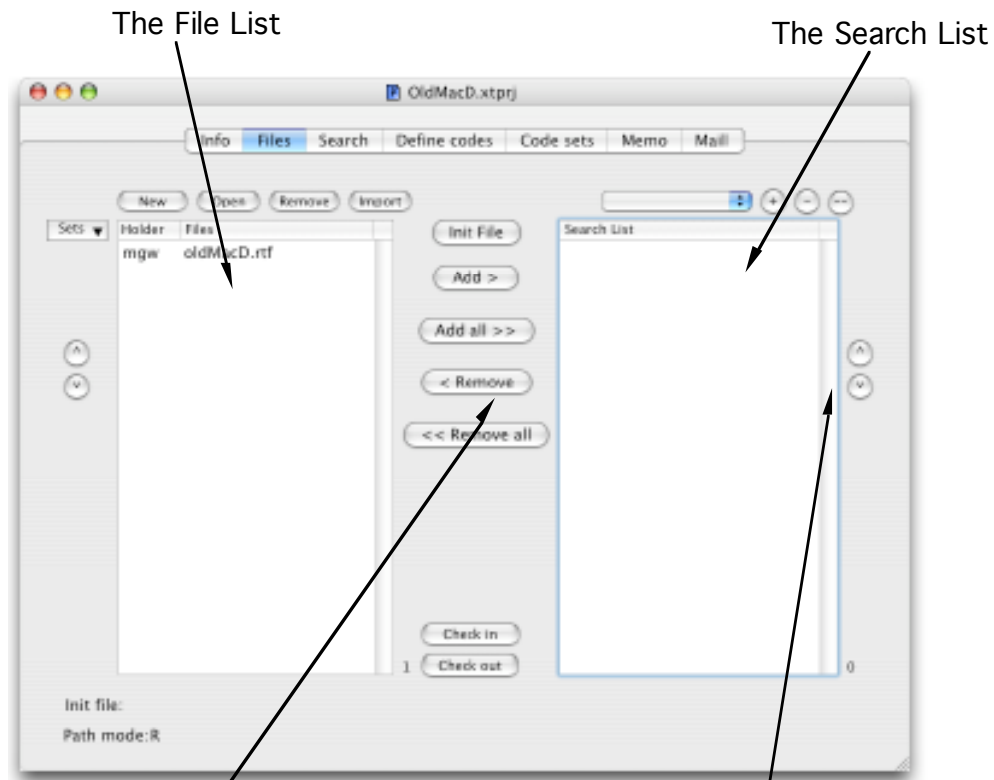 The File List
The Search List
OldMacD.xtprj
Info Files Search Define codes Code sets Memo Mail
New Open Remove Import
Sets Holder Files
mgw oldMacD.rtf
Init File
Add >
Add all >>
< Remove
<< Remove all
Search List
Check in
1 Check out
0
Init file:
Path mode:R